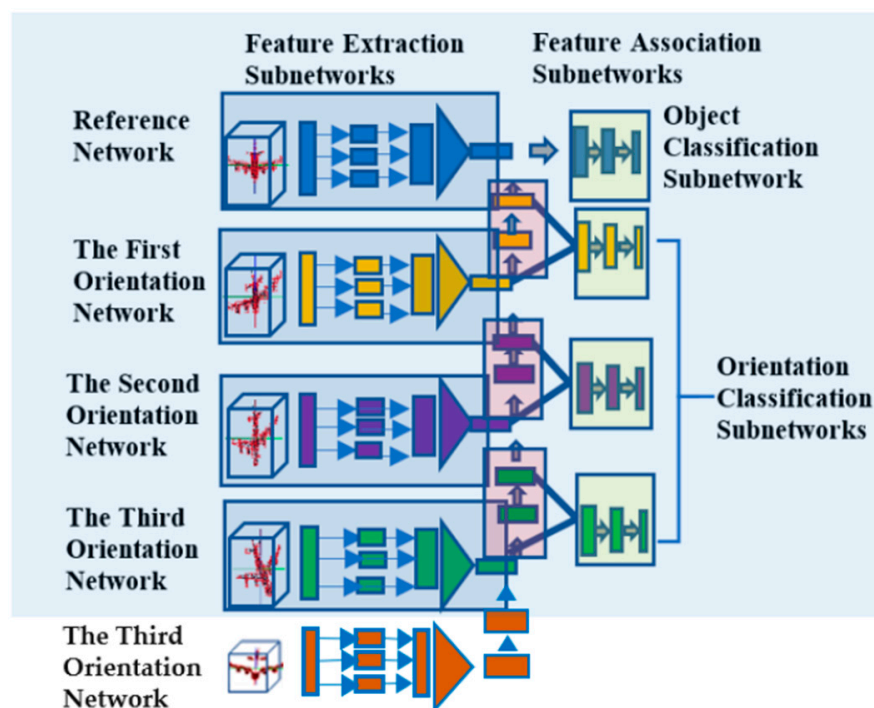 Feature Extraction
Subnetworks
Feature Association
Subnetworks
Reference
Network
Object
Classification
Subnetwork
The First
Orientation
Network
The Second
Orientation
Network
Orientation
Classification
Subnetworks
The Third
Orientation
Network
The Third
Orientation
Network